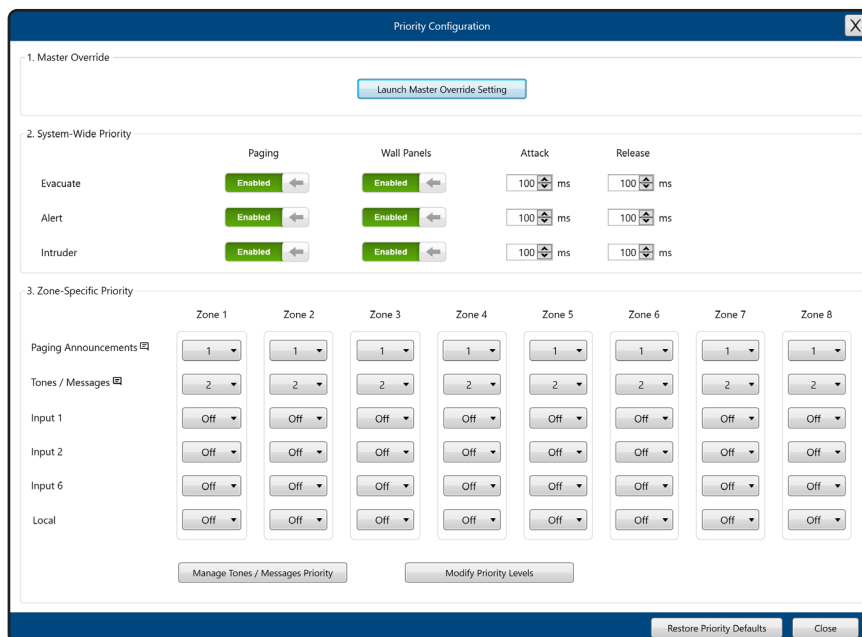 Priority Configuration X
1. Master Override
Launch Master Override Setting
2. System-Wide Priority
Paging Wall Panels Attack Release
Evacuate Enabled Enabled 100 ms 100 ms
Alert Enabled Enabled 100 ms 100 ms
Intruder Enabled Enabled 100 ms 100 ms
3. Zone-Specific Priority
Zone 1 Zone 2 Zone 3 Zone 4 Zone 5 Zone 6 Zone 7 Zone 8
Paging Announcements 1 1 1 1 1 1 1 1
Tones / Messages 2 2 2 2 2 2 2 2
Input 1 Off Off Off Off Off Off Off Off
Input 2 Off Off Off Off Off Off Off Off
Input 6 Off Off Off Off Off Off Off Off
Local Off Off Off Off Off Off Off Off
Manage Tones / Messages Priority Modify Priority Levels
Restore Priority Defaults Close